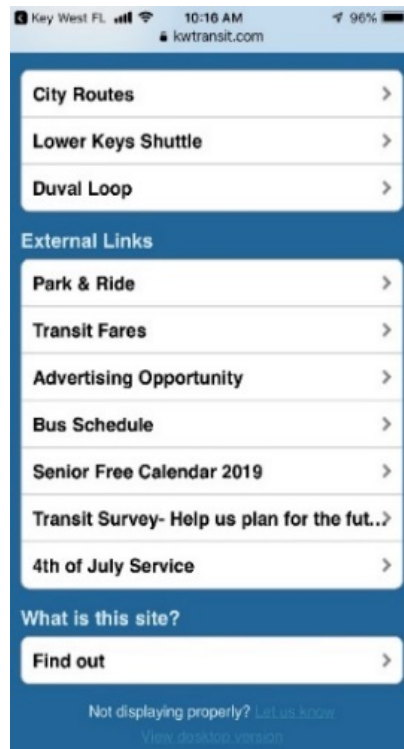 Key West FL 10:16 AM 96%
kwtransit.com
City Routes
Lower Keys Shuttle
Duval Loop
External Links
Park & Ride
Transit Fares
Advertising Opportunity
Bus Schedule
Senior Free Calendar 2019
Transit Survey- Help us plan for the fut..
4th of July Service
What is this site?
Find out
Not displaying properly? Let us know
View desktop version